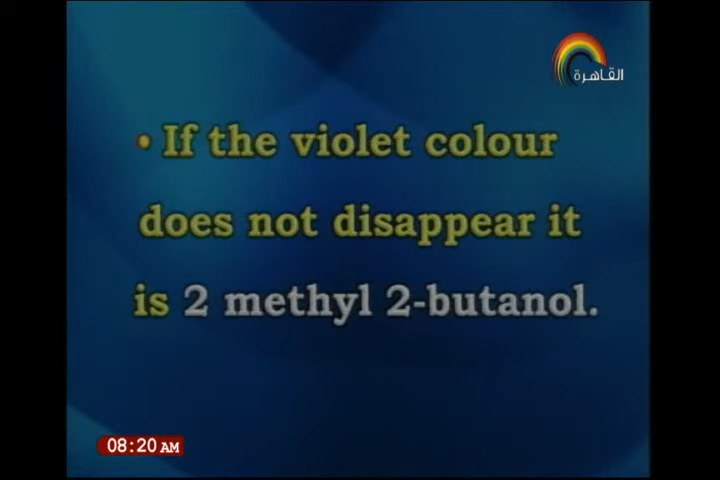 القاهرة
• If the violet colour
does not disappear it
is 2 methyl 2-butanol.
08:20 AM